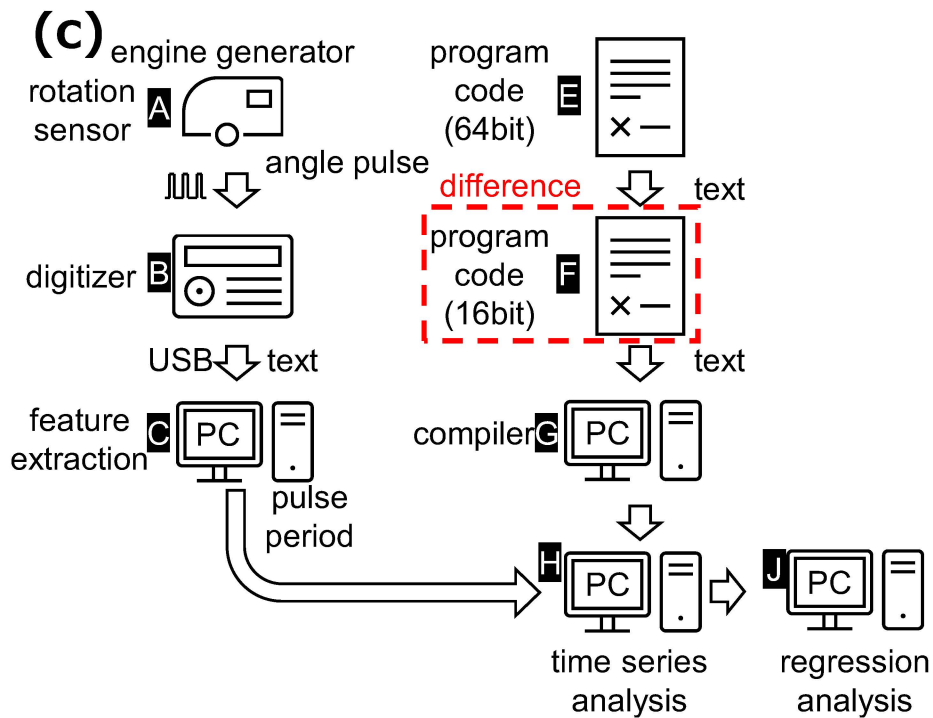 (c)
engine generator
rotation
sensor
A
angle pulse
digitizer
B
USB
text
feature
extraction
C
PC
pulse
period
program
code
(64bit)
E
difference
text
program
code
(16bit)
F
text
compiler
G
PC
H
PC
time series
analysis
J
PC
regression
analysis